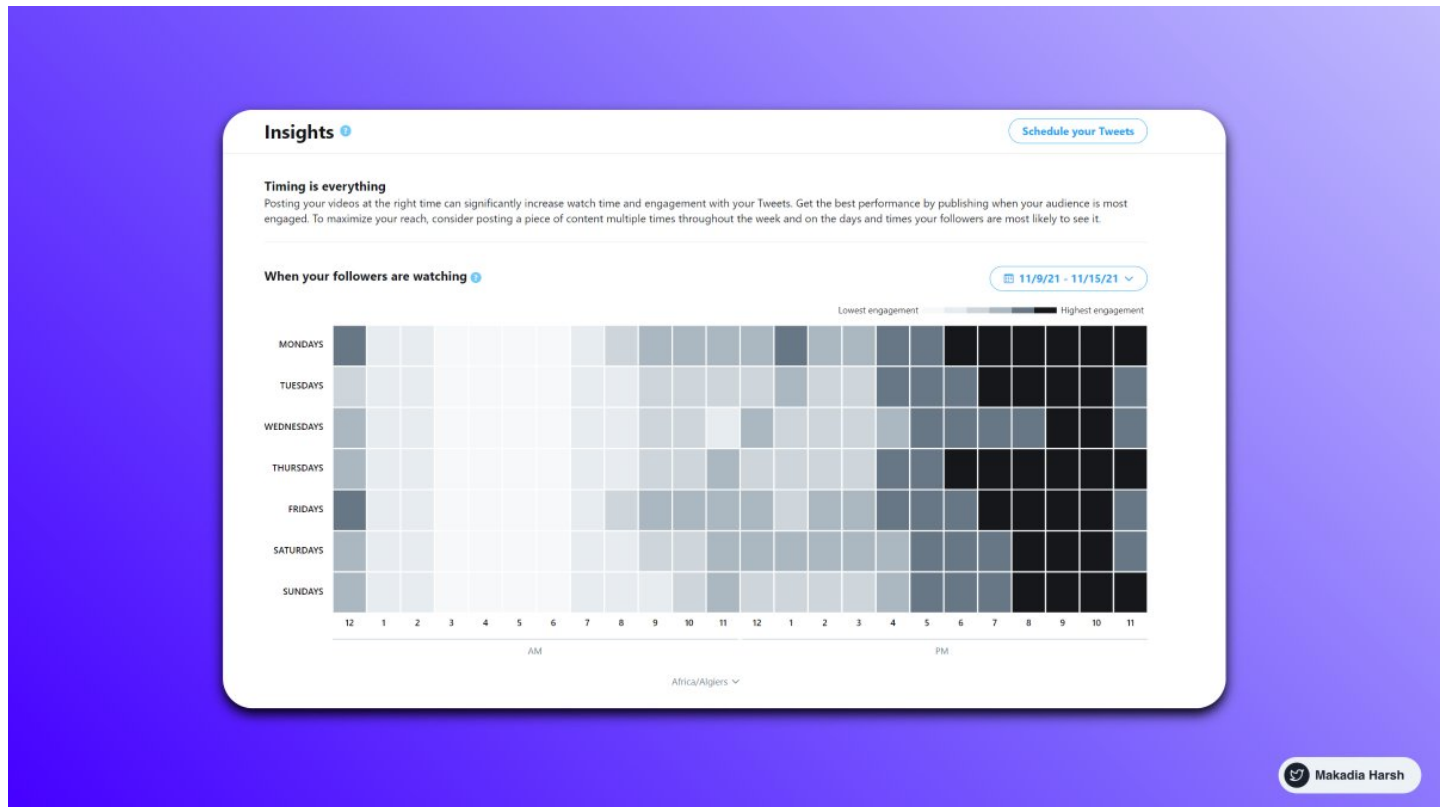 Insights ?
Schedule your Tweets
Timing is everything
Posting your videos at the right time can significantly increase watch time and engagement with your Tweets. Get the best performance by publishing when your audience is most
engaged. To maximize your reach, consider posting a piece of content multiple times throughout the week and on the days and times your followers are most likely to see it.
When your followers are watching ?
11/9/21 - 11/15/21
Lowest engagement Highest engagement
MONDAYS
TUESDAYS
WEDNESDAYS
THURSDAYS
FRIDAYS
SATURDAYS
SUNDAYS
12 1 2 3 4 5 6 7 8 9 10 11 12 1 2 3 4 5 6 7 8 9 10 11
AM PM
Africa/Algiers
Makadia Harsh